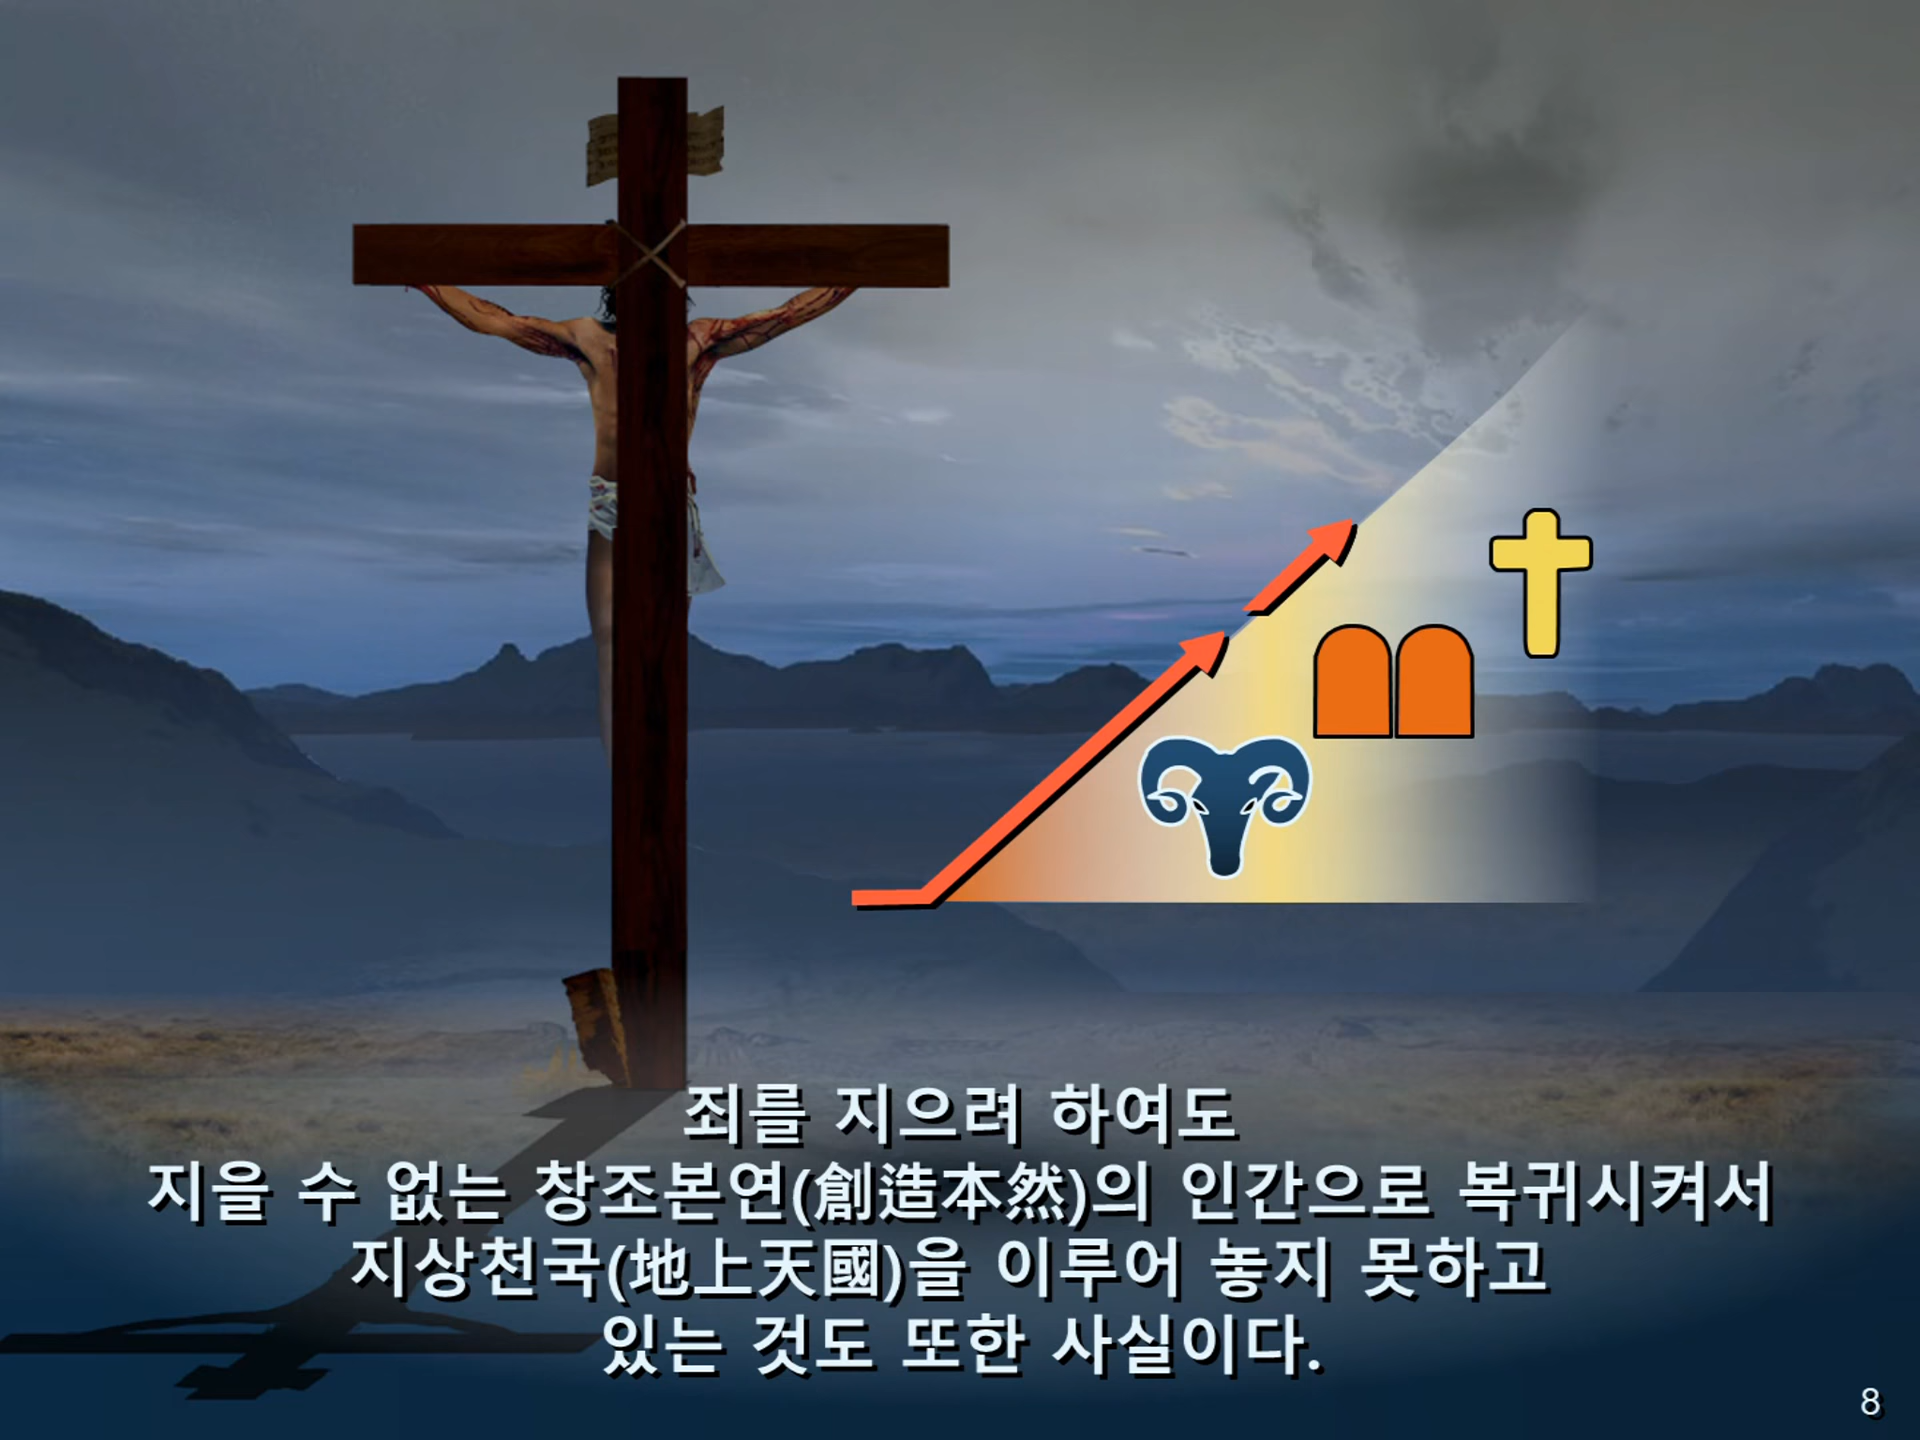 죄를 지으려 하여도
지을 수 없는 창조본연(創造本然)의 인간으로 복귀시켜서
지상천국(地上天國)을 이루어 놓지 못하고
있는 것도 또한 사실이다.
8